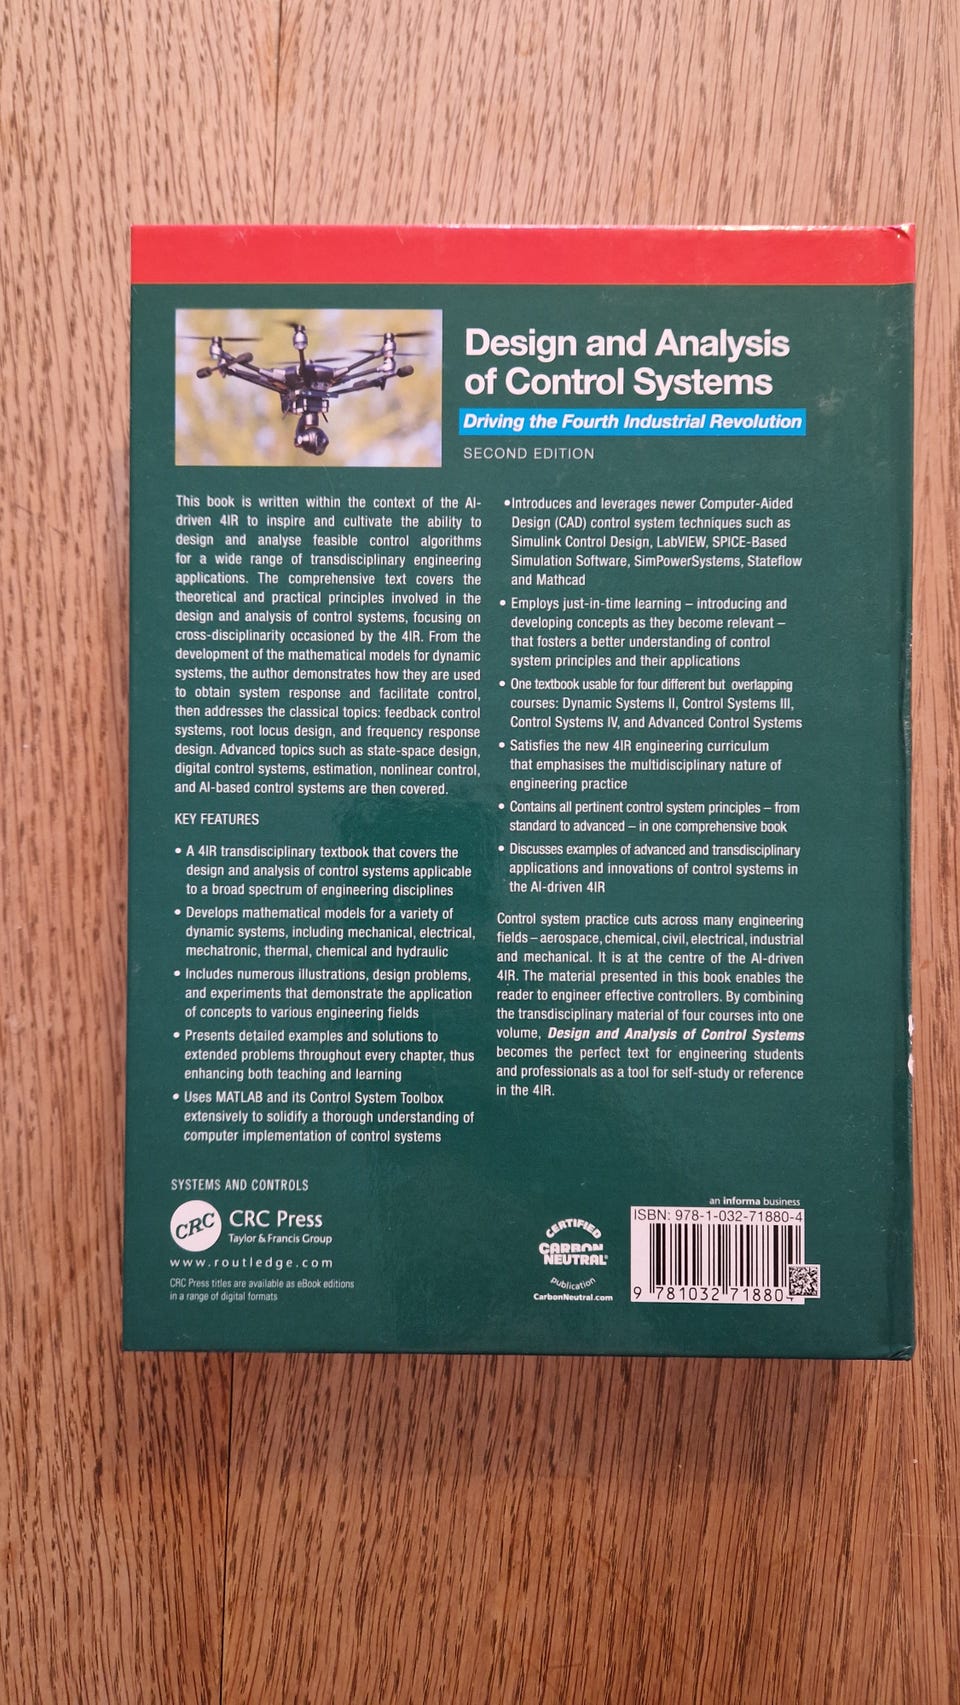 Design and Analysis
of Control Systems
Driving the Fourth Industrial Revolution
SECOND EDITION
This book is written within the context of the AI-
driven 4IR to inspire and cultivate the ability to
design and analyse feasible control algorithms
for a wide range of transdisciplinary engineering
applications. The comprehensive text covers the
theoretical and practical principles involved in the
design and analysis of control systems, focusing on
cross-disciplinarity occasioned by the 4IR. From the
development of the mathematical models for dynamic
systems, the author demonstrates how they are used
to obtain system response and facilitate control,
then addresses the classical topics: feedback control
systems, root locus design, and frequency response
design. Advanced topics such as state-space design,
digital control systems, estimation, nonlinear control,
and AI-based control systems are then covered.
KEY FEATURES
• A 4IR transdisciplinary textbook that covers the
design and analysis of control systems applicable
to a broad spectrum of engineering disciplines
• Develops mathematical models for a variety of
dynamic systems, including mechanical, electrical,
mechatronic, thermal, chemical and hydraulic
• Includes numerous illustrations, design problems,
and experiments that demonstrate the application
of concepts to various engineering fields
• Presents detailed examples and solutions to
extended problems throughout every chapter, thus
enhancing both teaching and learning
• Uses MATLAB and its Control System Toolbox
extensively to solidify a thorough understanding of
computer implementation of control systems
•Introduces and leverages newer Computer-Aided
Design (CAD) control system techniques such as
Simulink Control Design, LabVIEW, SPICE-Based
Simulation Software, SimPowerSystems, Stateflow
and Mathcad
• Employs just-in-time learning – introducing and
developing concepts as they become relevant –
that fosters a better understanding of control
system principles and their applications
• One textbook usable for four different but overlapping
courses: Dynamic Systems II, Control Systems III,
Control Systems IV, and Advanced Control Systems
• Satisfies the new 4IR engineering curriculum
that emphasises the multidisciplinary nature of
engineering practice
• Contains all pertinent control system principles – from
standard to advanced – in one comprehensive book
• Discusses examples of advanced and transdisciplinary
applications and innovations of control systems in
the AI-driven 4IR
Control system practice cuts across many engineering
fields – aerospace, chemical, civil, electrical, industrial
and mechanical. It is at the centre of the AI-driven
4IR. The material presented in this book enables the
reader to engineer effective controllers. By combining
the transdisciplinary material of four courses into one
volume, Design and Analysis of Control Systems
becomes the perfect text for engineering students
and professionals as a tool for self-study or reference
in the 4IR.
SYSTEMS AND CONTROLS
CRC
CRC Press
Taylor & Francis Group
www.routledge.com
CRC Press titles are available as eBook editions
in a range of digital formats
CERTIFIED
CARBON
NEUTRAL
publication
CarbonNeutral.com
an informa business
ISBN: 978-1-032-71880-4
9 781032 718804